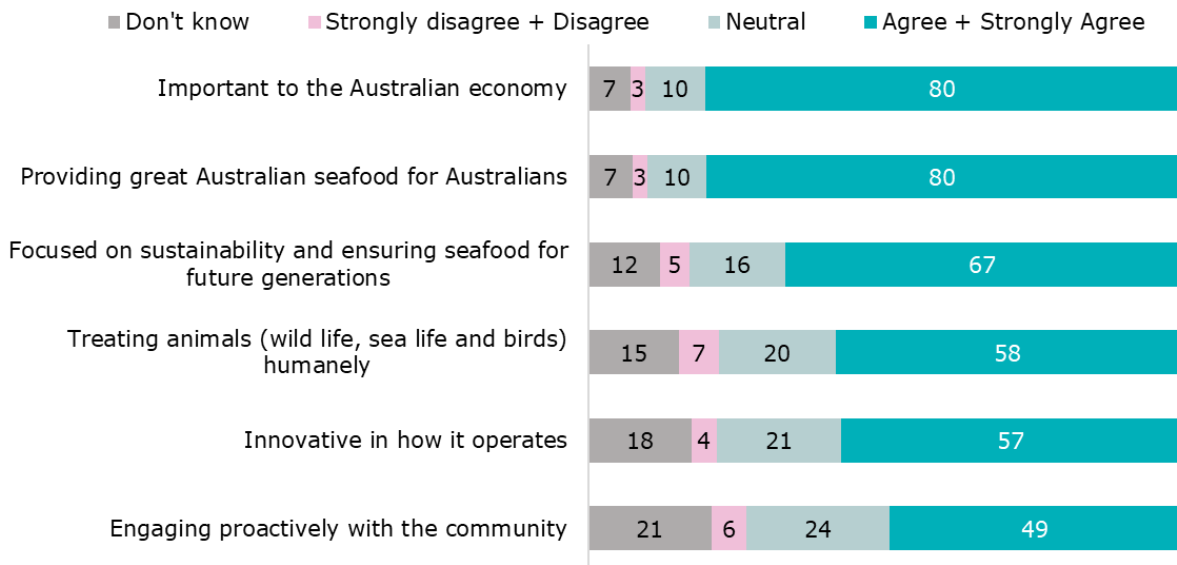 Don't know Strongly disagree + Disagree Neutral Agree + Strongly Agree
Important to the Australian economy 7 3 10 80
Providing great Australian seafood for Australians 7 3 10 80
Focused on sustainability and ensuring seafood for
future generations 12 5 16 67
Treating animals (wild life, sea life and birds)
humanely 15 7 20 58
Innovative in how it operates 18 4 21 57
Engaging proactively with the community 21 6 24 49